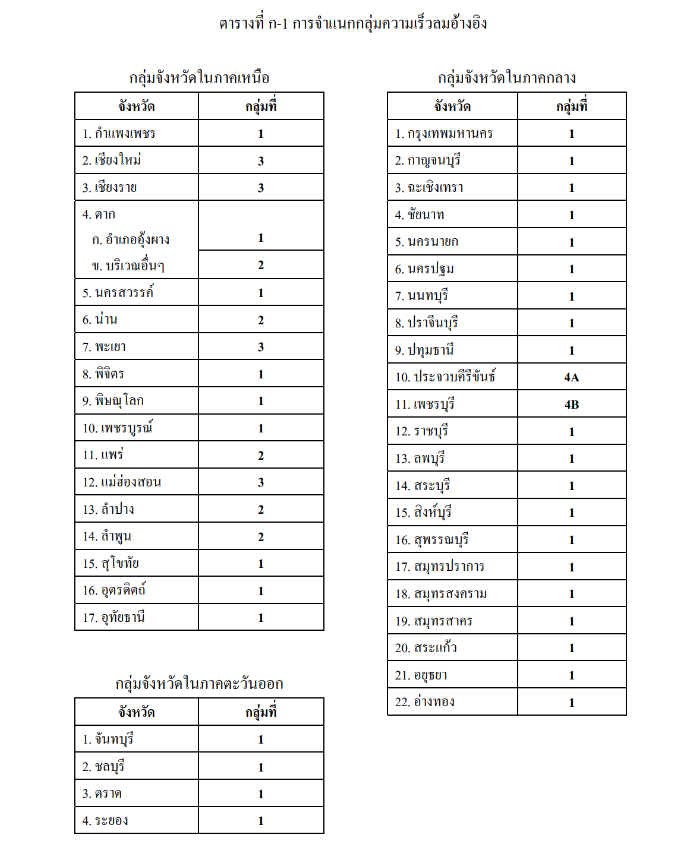 ตารางที่ ก-1 การจำแนกกลุ่มความเร็วลมอ้างอิง
กลุ่มจังหวัดในภาคเหนือ
จังหวัด กลุ่มที่
1. กำแพงเพชร 1
2. เชียงใหม่ 3
3. เชียงราย 3
4. ตาก
ก. อำเภออุ้งผาง 1
ข. บริเวณอื่นๆ 2
5. นครสวรรค์ 1
6. น่าน 2
7. พะเยา 3
8. พิจิตร 1
9. พิษณุโลก 1
10. เพชรบูรณ์ 1
11. แพร่ 2
12. แม่ฮ่องสอน 3
13. ลำปาง 2
14. ลำพูน 2
15. สุโขทัย 1
16. อุตรดิตถ์ 1
17. อุทัยธานี 1
กลุ่มจังหวัดในภาคตะวันออก
จังหวัด กลุ่มที่
1. จันทบุรี 1
2. ชลบุรี 1
3. ตราด 1
4. ระยอง 1
กลุ่มจังหวัดในภาคกลาง
จังหวัด กลุ่มที่
1. กรุงเทพมหานคร 1
2. กาญจนบุรี 1
3. ฉะเชิงเทรา 1
4. ชัยนาท 1
5. นครนายก 1
6. นครปฐม 1
7. นนทบุรี 1
8. ปราจีนบุรี 1
9. ปทุมธานี 1
10. ประจวบคีรีขันธ์ 4A
11. เพชรบุรี 4B
12. ราชบุรี 1
13. ลพบุรี 1
14. สระบุรี 1
15. สิงห์บุรี 1
16. สุพรรณบุรี 1
17. สมุทรปราการ 1
18. สมุทรสงคราม 1
19. สมุทรสาคร 1
20. สระแก้ว 1
21. อยุธยา 1
22. อ่างทอง 1